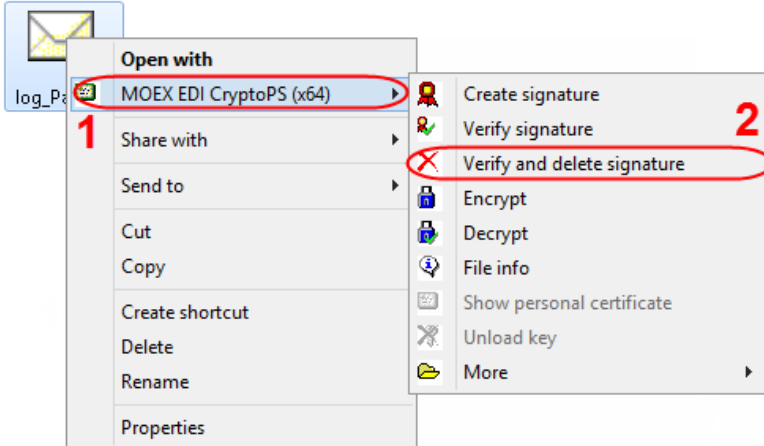 log_Pa
Open with
MOEX EDI CryptoPS (x64)
1
Share with
Send to
Cut
Copy
Create shortcut
Delete
Rename
Properties
Create signature
Verify signature
2
Verify and delete signature
Encrypt
Decrypt
File info
Show personal certificate
Unload key
More